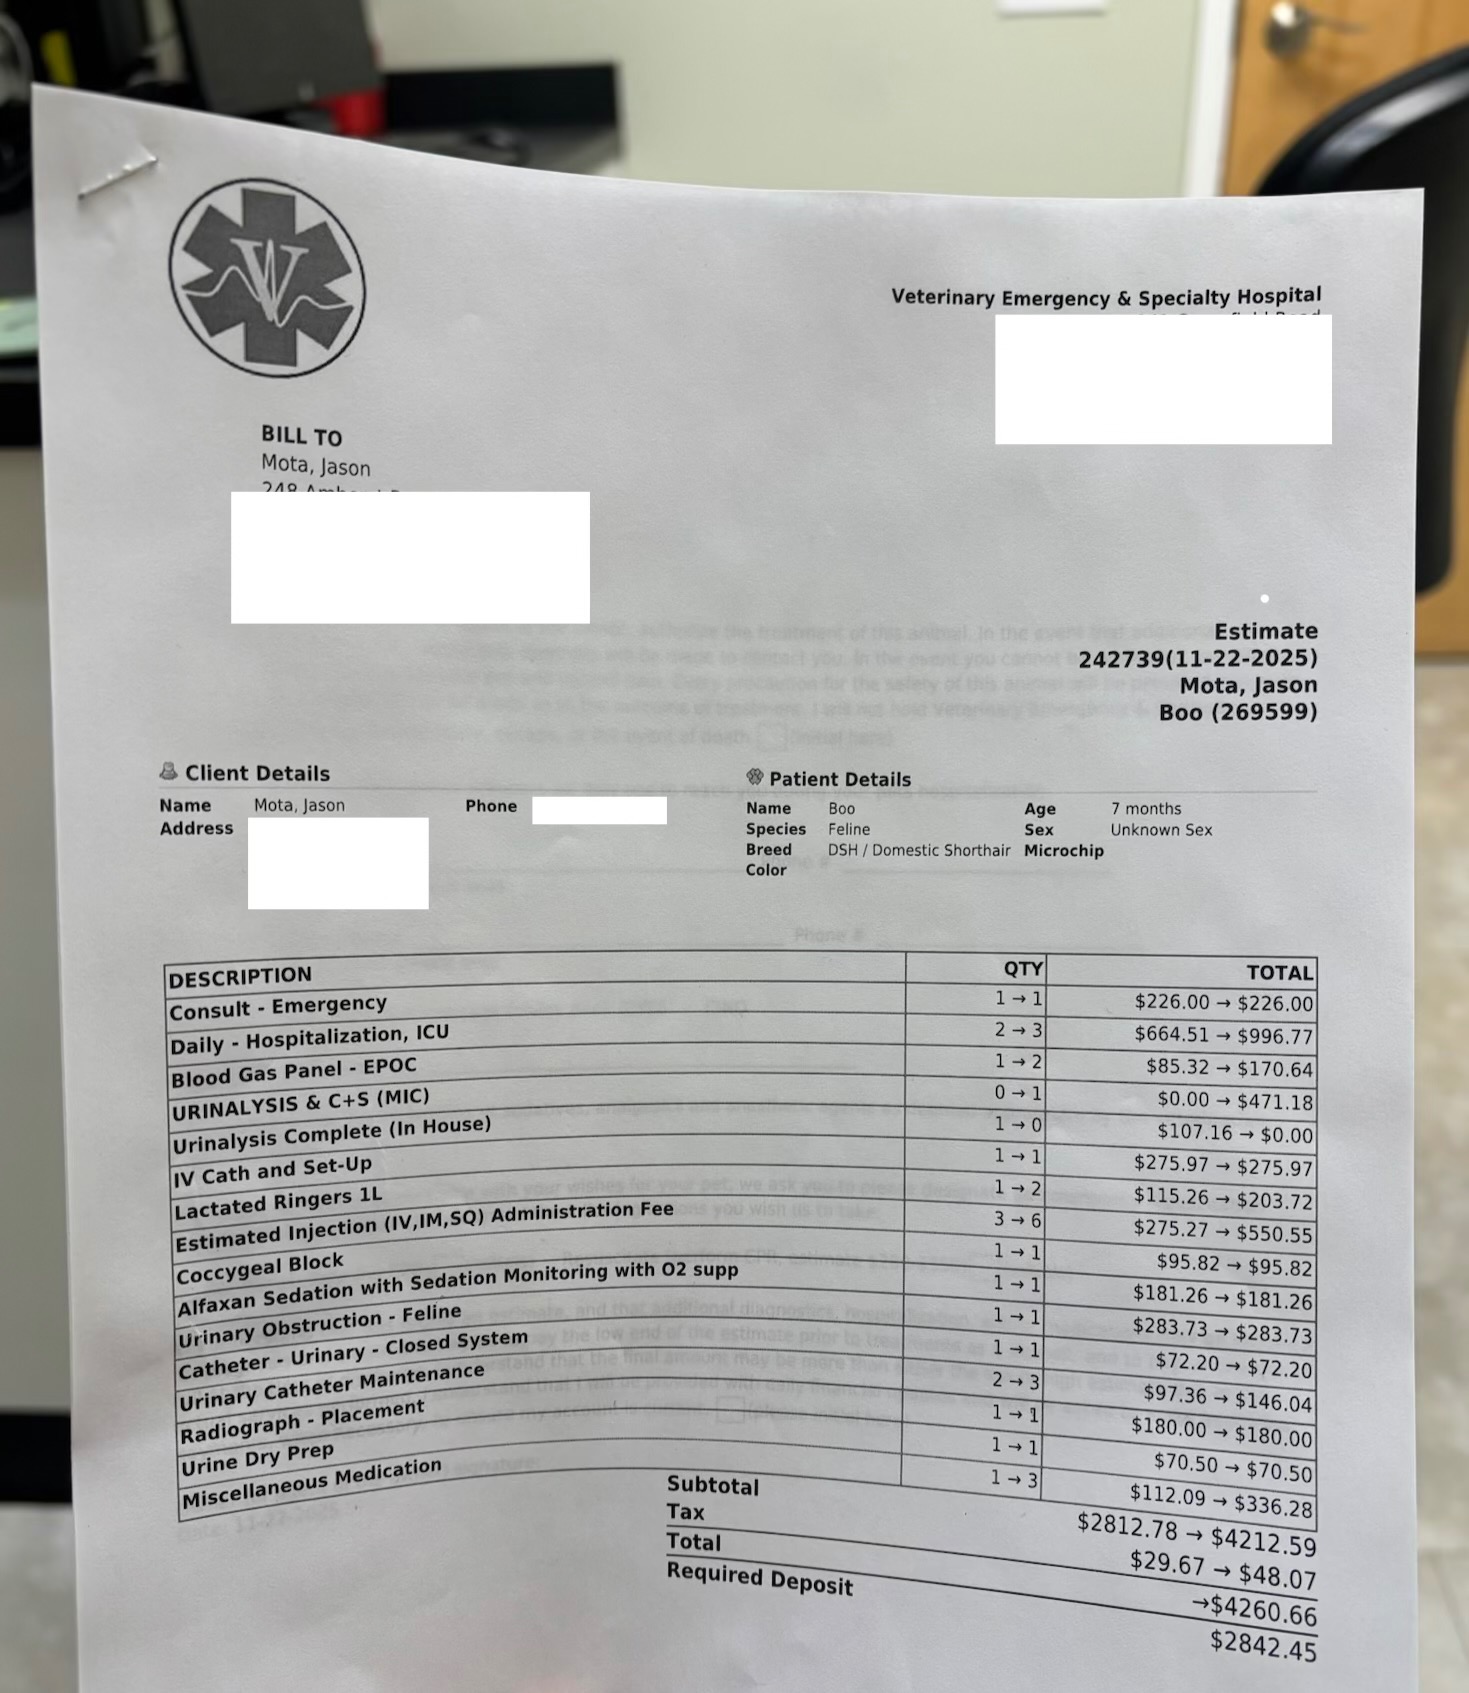 V
Veterinary Emergency & Specialty Hospital
BILL TO
Mota, Jason
248
Estimate
242739(11-22-2025)
Mota, Jason
Boo (269599)
Client Details
Name Mota, Jason Phone
Address
Patient Details
Name Boo Age 7 months
Species Feline Sex Unknown Sex
Breed DSH / Domestic Shorthair Microchip
Color
DESCRIPTION QTY TOTAL
Consult - Emergency 1 → 1 $226.00 → $226.00
Daily - Hospitalization, ICU 2 → 3 $664.51 → $996.77
Blood Gas Panel - EPOC 1 → 2 $85.32 → $170.64
URINALYSIS & C+S (MIC) 0 → 1 $0.00 → $471.18
Urinalysis Complete (In House) 1 → 0 $107.16 → $0.00
IV Cath and Set-Up 1 → 1 $275.97 → $275.97
Lactated Ringers 1L 1 → 2 $115.26 → $203.72
Estimated Injection (IV,IM,SQ) Administration Fee 3 → 6 $275.27 → $550.55
Coccygeal Block 1 → 1 $95.82 → $95.82
Alfaxan Sedation with Sedation Monitoring with O2 supp 1 → 1 $181.26 → $181.26
Urinary Obstruction - Feline 1 → 1 $283.73 → $283.73
Catheter - Urinary - Closed System 1 → 1 $72.20 → $72.20
Urinary Catheter Maintenance 2 → 3 $97.36 → $146.04
Radiograph - Placement 1 → 1 $180.00 → $180.00
Urine Dry Prep 1 → 1 $70.50 → $70.50
Miscellaneous Medication 1 → 3 $112.09 → $336.28
Subtotal $2812.78 → $4212.59
Tax $29.67 → $48.07
Total →$4260.66
Required Deposit $2842.45